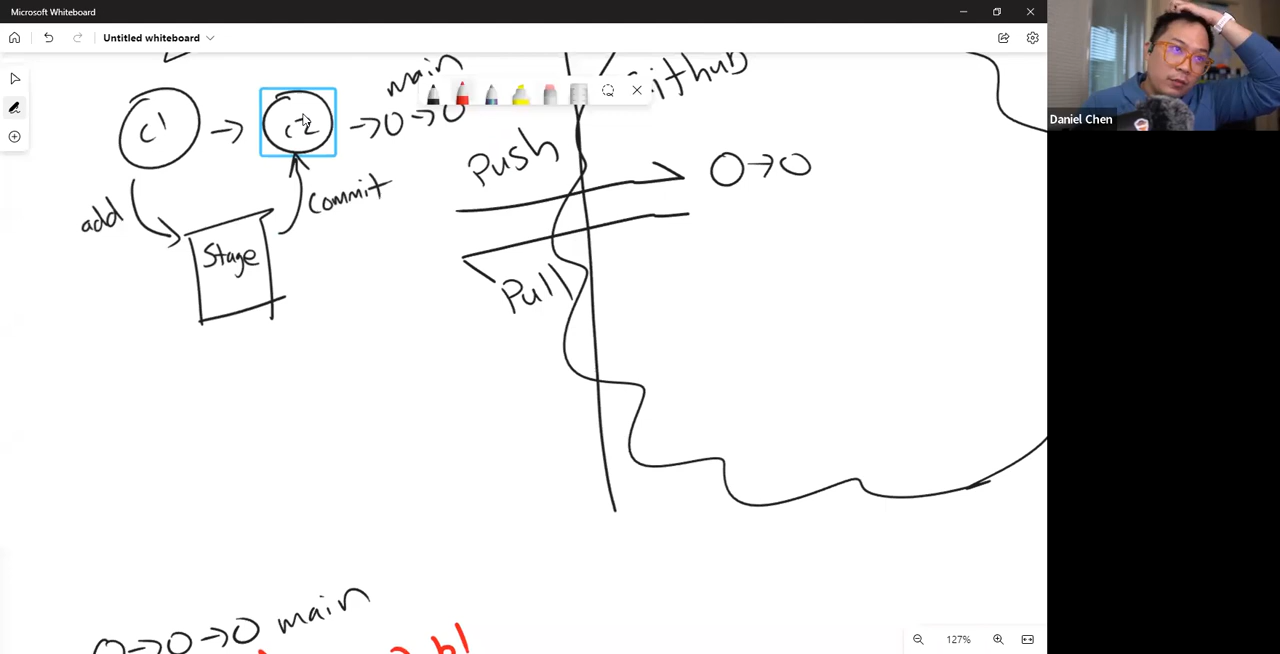 Microsoft Whiteboard
Untitled whiteboard
Daniel Chen
main
Github
C1
C2
Push
add
Commit
Stage
Pull
main
127%